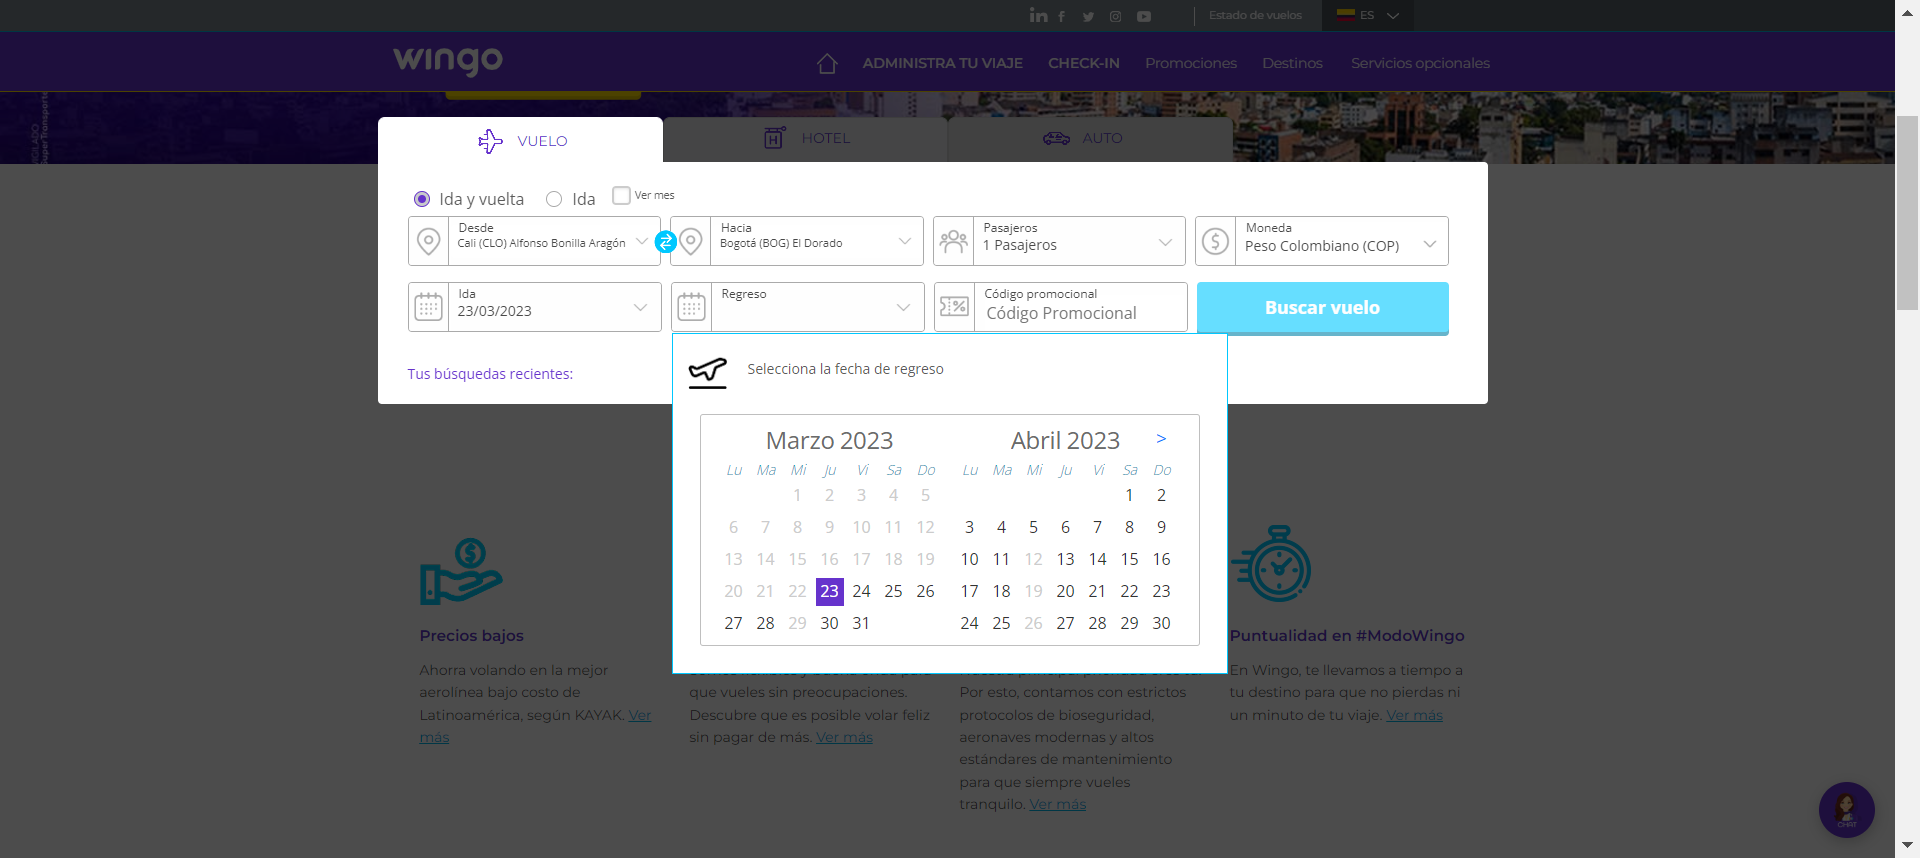 Estado de vuelos
ES
wingo
ADMINISTRA TU VIAJE
CHECK-IN
Promociones
Destinos
Servicios opcionales
VIGILADO
SuperTransporte
VUELO
HOTEL
AUTO
Ida y vuelta
Ida
Ver mes
Desde
Cali (CLO) Alfonso Bonilla Aragón
Hacia
Bogotá (BOG) El Dorado
Pasajeros
1 Pasajeros
Moneda
Peso Colombiano (COP)
Ida
23/03/2023
Regreso
Código promocional
Código Promocional
Buscar vuelo
Tus búsquedas recientes:
Selecciona la fecha de regreso
Marzo 2023
Lu Ma Mi Ju Vi Sa Do
1 2 3 4 5
6 7 8 9 10 11 12
13 14 15 16 17 18 19
20 21 22 23 24 25 26
27 28 29 30 31
Abril 2023 >
Lu Ma Mi Ju Vi Sa Do
1 2
3 4 5 6 7 8 9
10 11 12 13 14 15 16
17 18 19 20 21 22 23
24 25 26 27 28 29 30
Precios bajos
Ahorra volando en la mejor
aerolínea bajo costo de
Latinoamérica, según KAYAK. Ver
más
que vueles sin preocupaciones.
Descubre que es posible volar feliz
sin pagar de más. Ver más
Por esto, contamos con estrictos
protocolos de bioseguridad,
aeronaves modernas y altos
estándares de mantenimiento
para que siempre vueles
tranquilo. Ver más
Puntualidad en #ModoWingo
En Wingo, te llevamos a tiempo a
tu destino para que no pierdas ni
un minuto de tu viaje. Ver más
CHAT